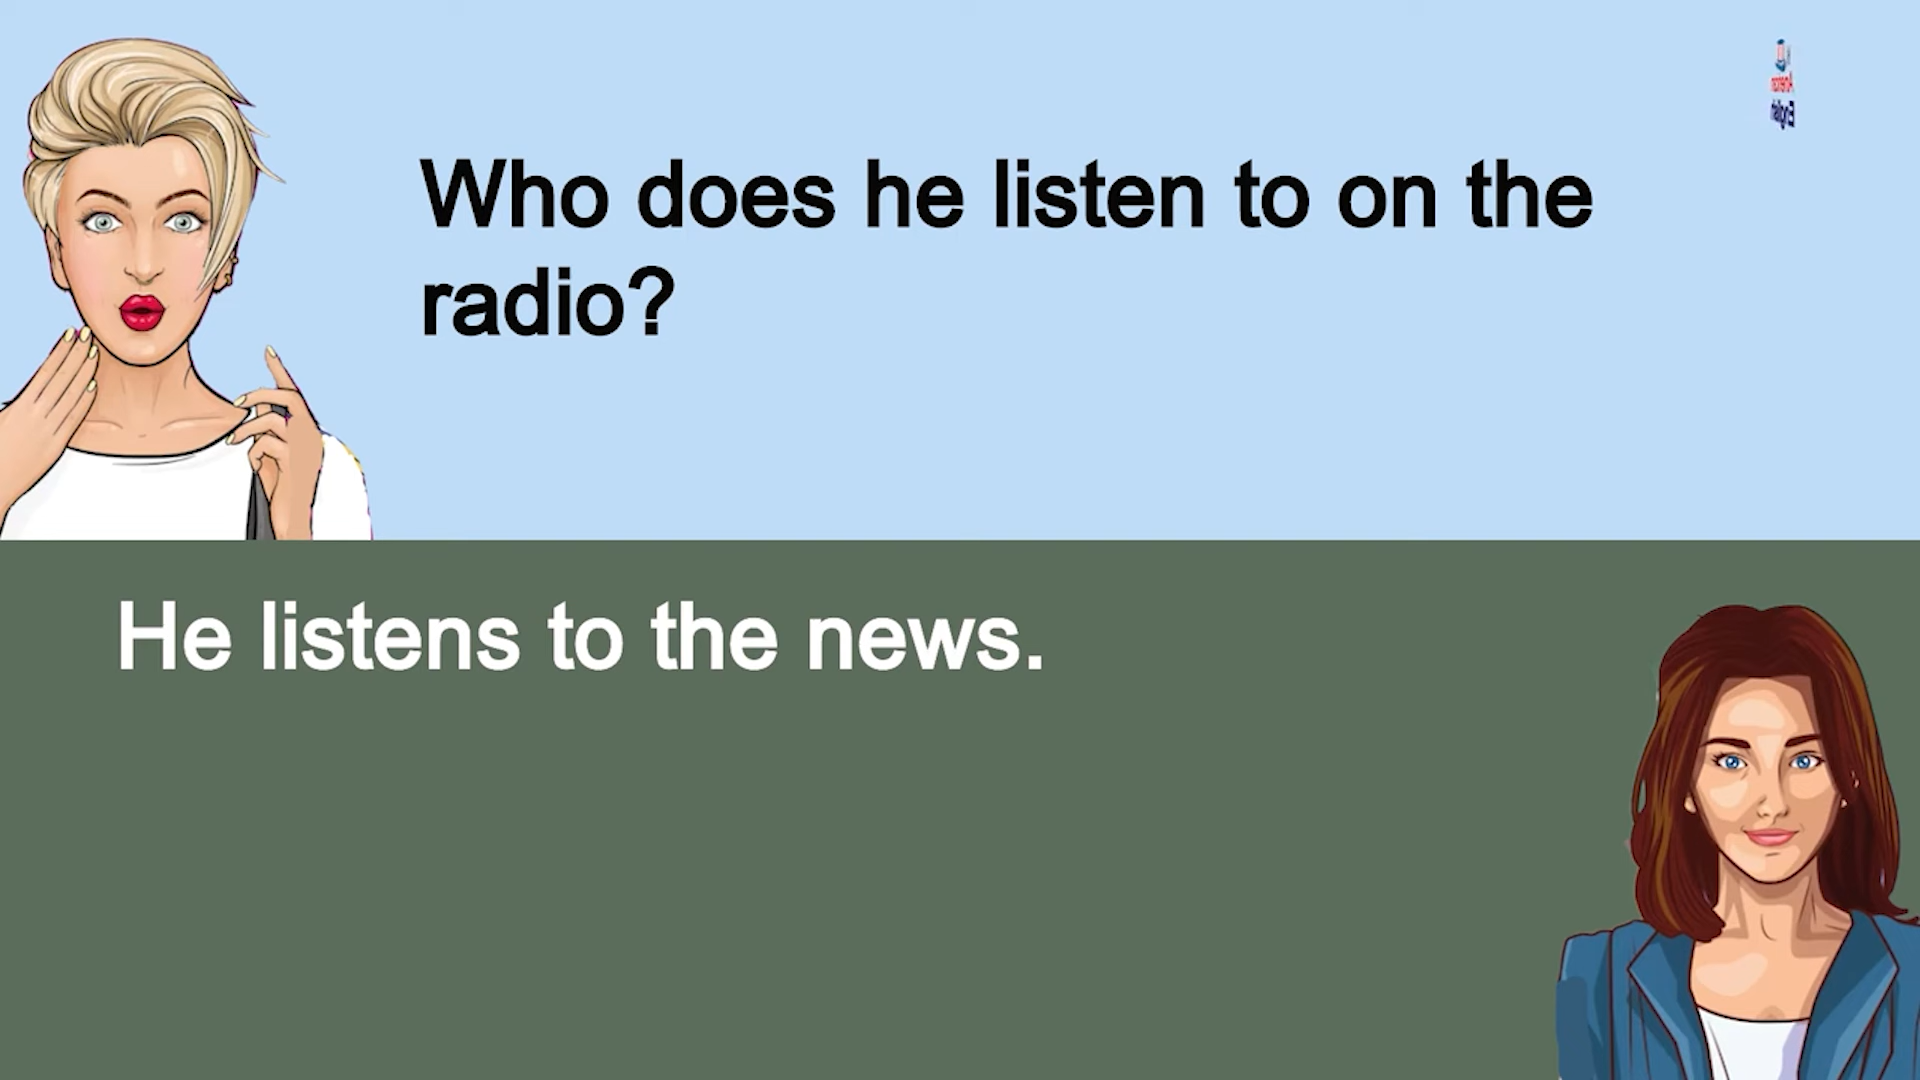 Who does he listen to on the
radio?
He listens to the news.